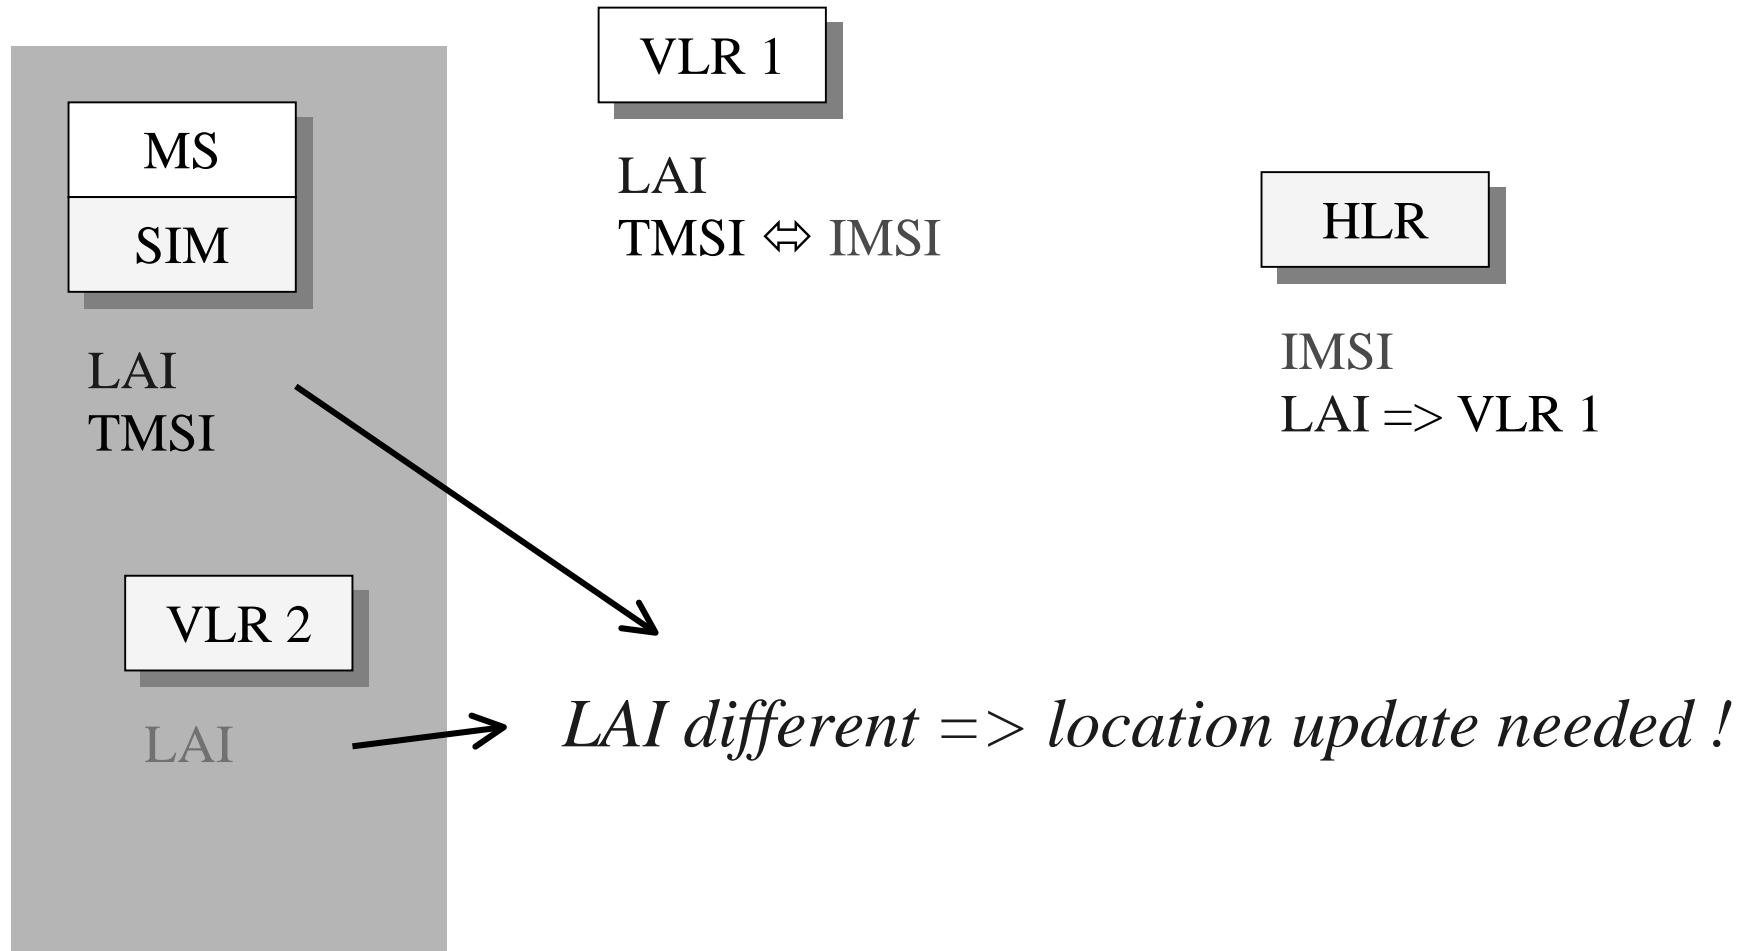 VLR 1
MS
SIM
LAI
TMSI ⬄ IMSI
HLR
LAI
TMSI
IMSI
LAI => VLR 1
VLR 2
LAI
LAI different => location update needed !